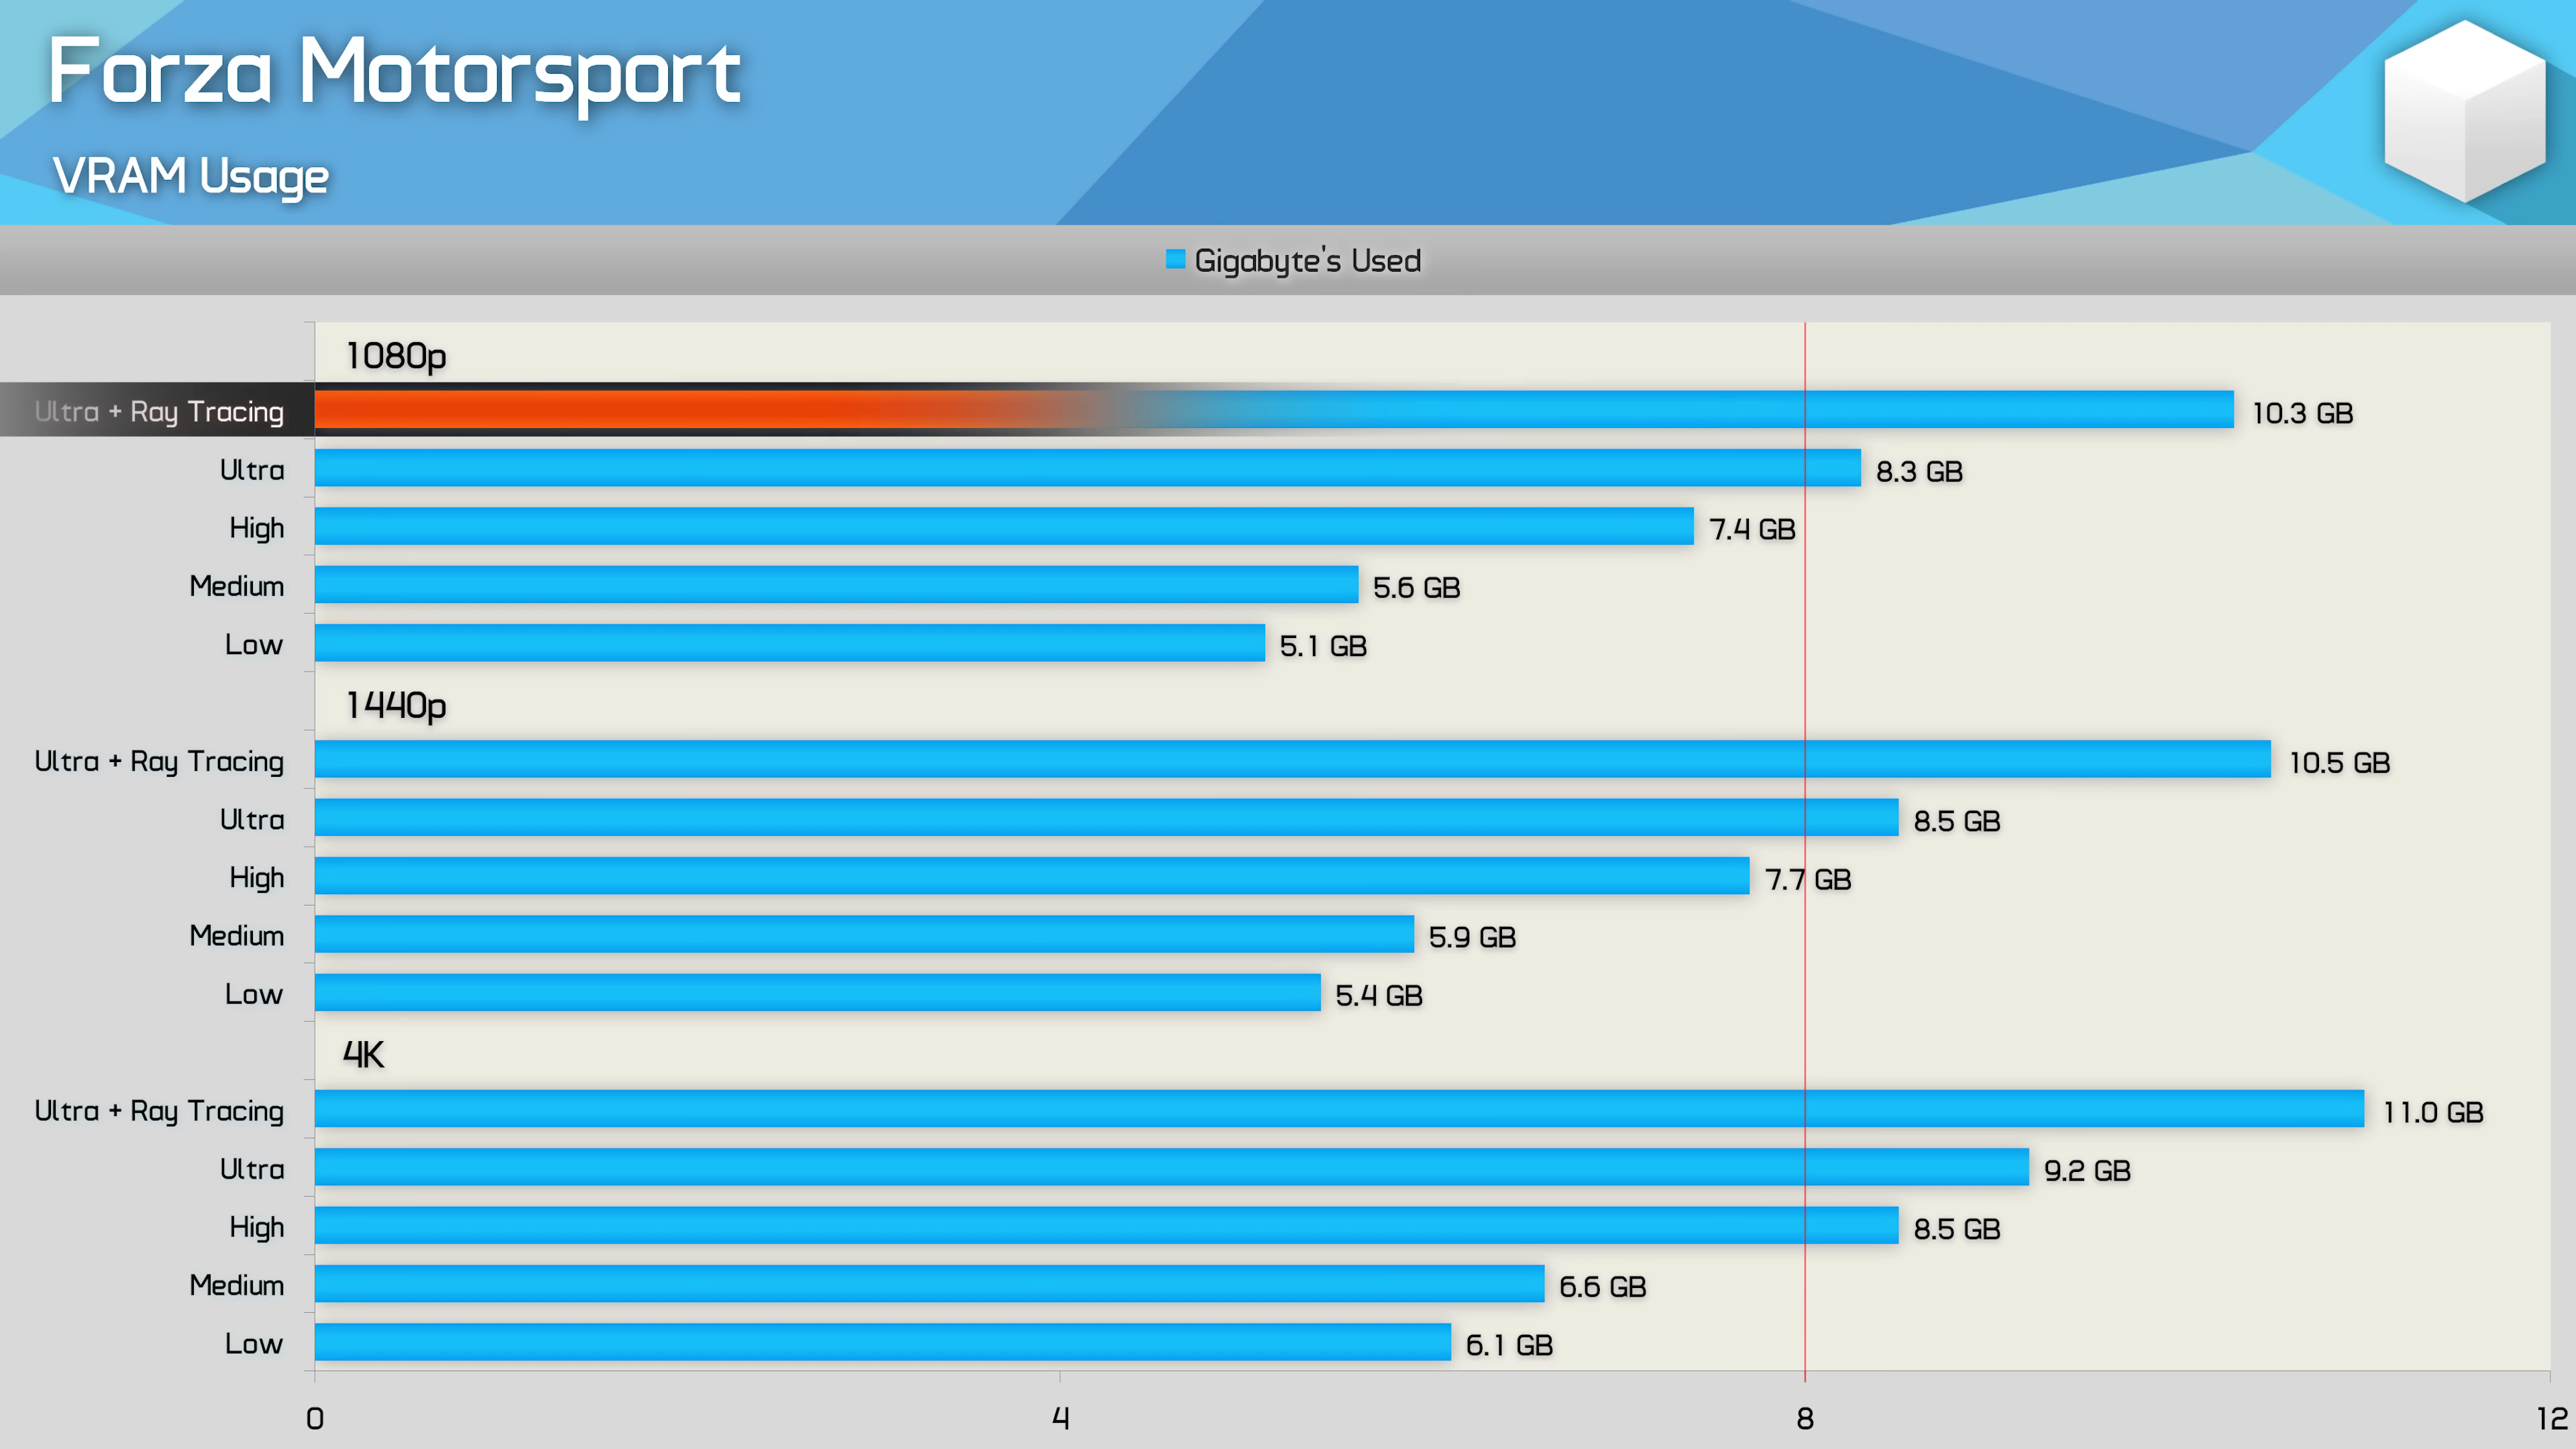 Forza Motorsport
VRAM Usage
Gigabyte's Used
1080p
Ultra + Ray Tracing 10.3 GB
Ultra 8.3 GB
High 7.4 GB
Medium 5.6 GB
Low 5.1 GB
1440p
Ultra + Ray Tracing 10.5 GB
Ultra 8.5 GB
High 7.7 GB
Medium 5.9 GB
Low 5.4 GB
4K
Ultra + Ray Tracing 11.0 GB
Ultra 9.2 GB
High 8.5 GB
Medium 6.6 GB
Low 6.1 GB
0 4 8 12